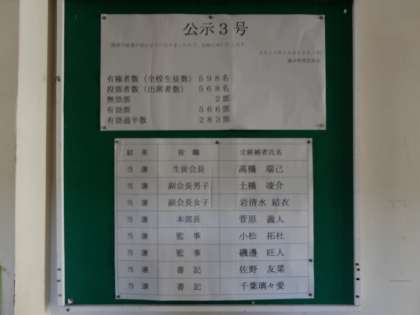 公示３号
有権者数（全校生徒数）５９８名
投票者数（出席者数）５６８名
無効票 ２票
有効票 ５６６票
有効過半数 ２８３票
結果 役職 立候補者氏名
当選 生徒会長 高橋 瑞己
当選 副会長男子 土橋 凌介
当選 副会長女子 岩清水 結衣
当選 本部長 菅原 義人
当選 監事 小松 拓杜
当選 監事 磯邉 旺人
当選 書記 佐野 友菜
当選 書記 千葉璃々愛